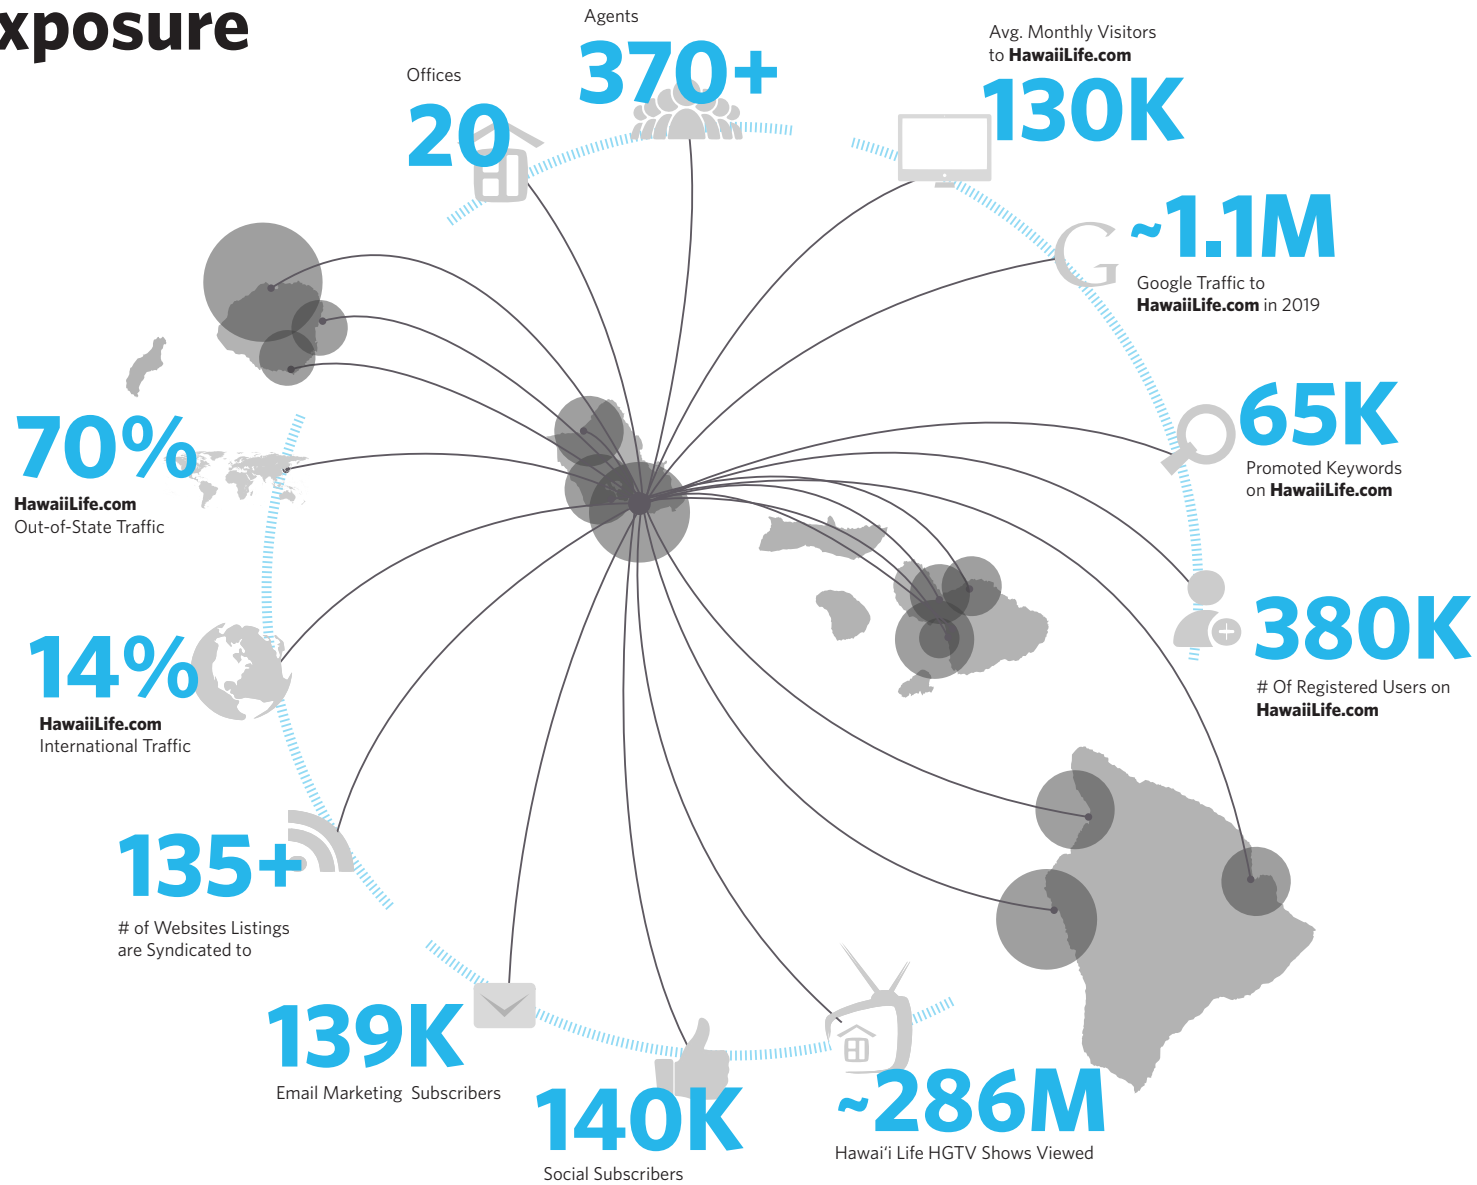 xposure
Agents
370+
Offices
20
Avg. Monthly Visitors
to HawaiiLife.com
130K
~1.1M
Google Traffic to
HawaiiLife.com in 2019
65K
Promoted Keywords
on HawaiiLife.com
380K
# Of Registered Users on
HawaiiLife.com
70%
HawaiiLife.com
Out-of-State Traffic
14%
HawaiiLife.com
International Traffic
135+
# of Websites Listings
are Syndicated to
139K
Email Marketing Subscribers
140K
Social Subscribers
~286M
Hawai‘i Life HGTV Shows Viewed
G